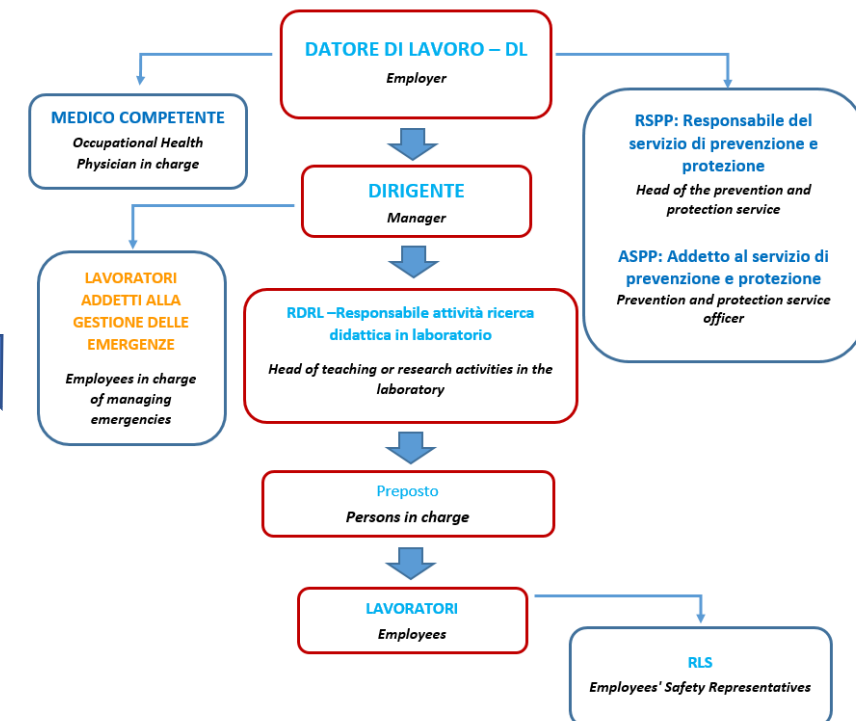 DATORE DI LAVORO – DL
Employer
MEDICO COMPETENTE
Occupational Health
Physician in charge
RSPP: Responsabile del
servizio di prevenzione e
protezione
Head of the prevention and
protection service
ASPP: Addetto al servizio di
prevenzione e protezione
Prevention and protection service
officer
DIRIGENTE
Manager
LAVORATORI
ADDETTI ALLA
GESTIONE DELLE
EMERGENZE
Employees in charge
of managing
emergencies
RDRL –Responsabile attività ricerca
didattica in laboratorio
Head of teaching or research activities in the
laboratory
Preposto
Persons in charge
LAVORATORI
Employees
RLS
Employees' Safety Representatives